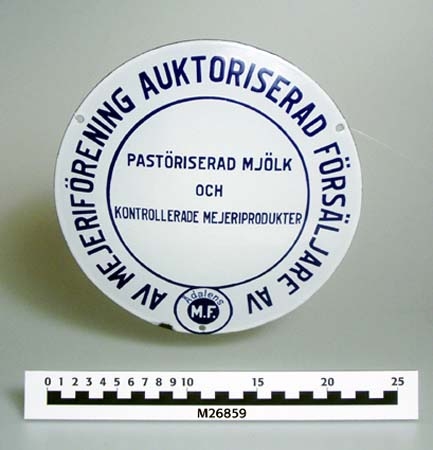 AV MEJERIFÖRENING AUKTORISERAD FÖRSÄLJARE AV
PASTÖRISERAD MJÖLK
OCH
KONTROLLERADE MEJERIPRODUKTER
Ådalens
M.F.
0 1 2 3 4 5 6 7 8 9 10 15 20 25
M26859